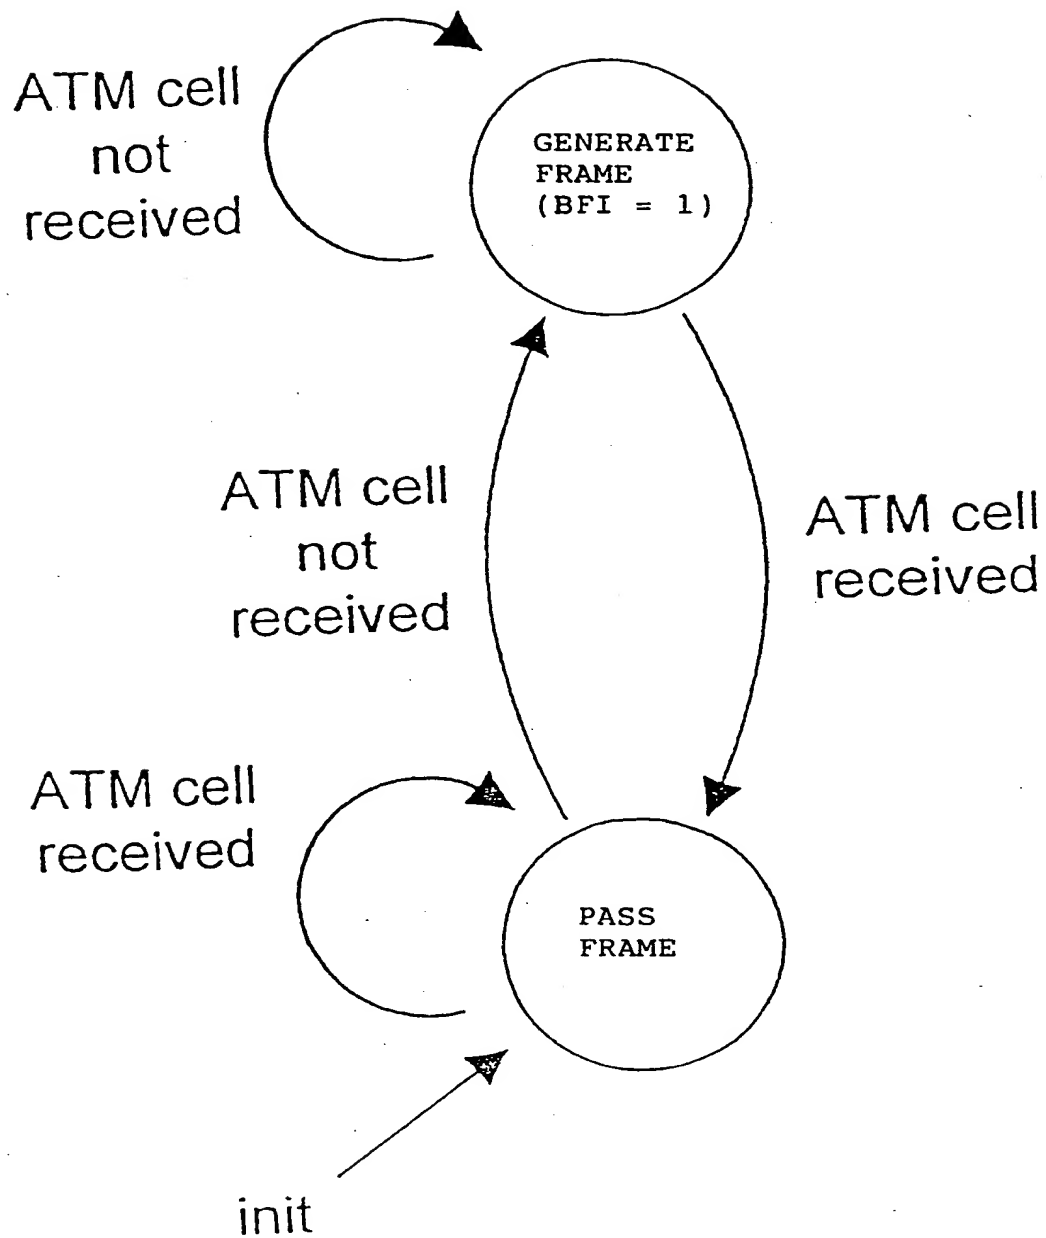 ATM cell
not
received
GENERATE
FRAME
(BFI = 1)
ATM cell
not
received
ATM cell
received
ATM cell
received
PASS
FRAME
init